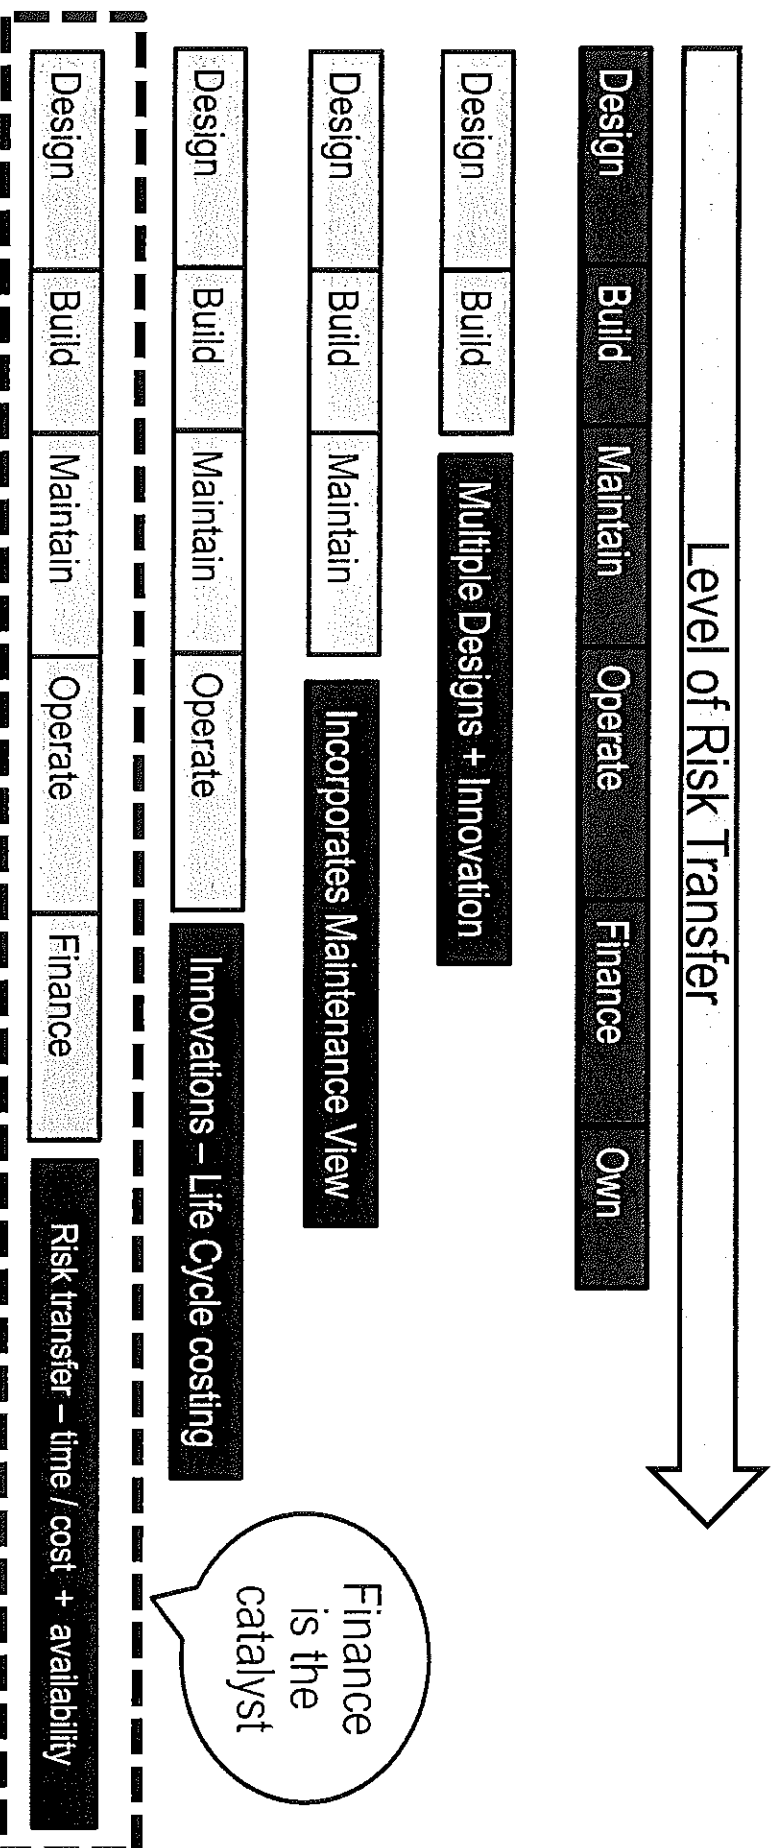 Level of Risk Transfer
Design Build Maintain Operate Finance Own
Design Build Multiple Designs + Innovation
Design Build Maintain Incorporates Maintenance View
Design Build Maintain Operate Innovations – Life Cycle costing
Finance
is the
catalyst
Design Build Maintain Operate Finance Risk transfer – time / cost + availability